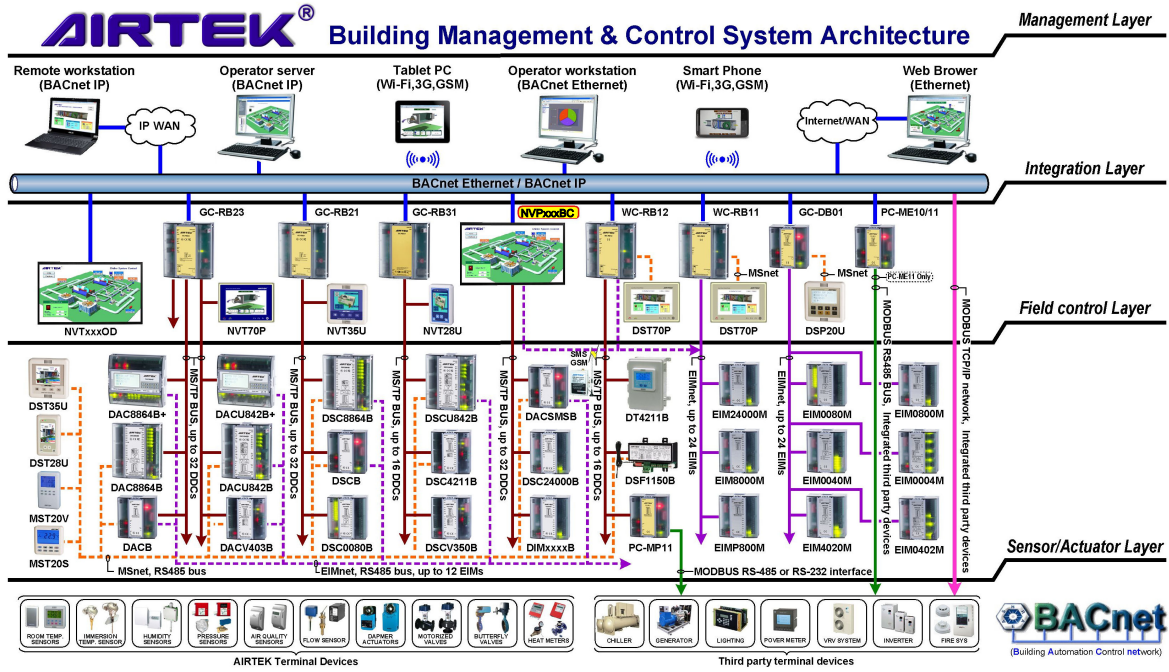 AIRTEK®
Building Management & Control System Architecture
Management Layer
Remote workstation
(BACnet IP)
Operator server
(BACnet IP)
Tablet PC
(Wi-Fi,3G,GSM)
Operator workstation
(BACnet Ethernet)
Smart Phone
(Wi-Fi,3G,GSM)
Web Brower
(Ethernet)
IP WAN
Internet/WAN
Integration Layer
BACnet Ethernet / BACnet IP
GC-RB23
GC-RB21
GC-RB31
NVPxxxBC
WC-RB12
WC-RB11
GC-DB01
PC-ME10/11
AIRTEK
AIRTEK
MSnet
MSnet
PC-ME11 Only
Field control Layer
NVTxxxOD
NVT70P
NVT35U
NVT28U
DST70P
DST70P
DSP20U
SMS
GSM
MS/TP BUS, up to 32 DDCs
MS/TP BUS, up to 32 DDCs
MS/TP BUS, up to 16 DDCs
MS/TP BUS, up to 32 DDCs
MS/TP BUS, up to 16 DDCs
EIMnet, up to 24 EIMs
EIMnet, up to 24 EIMs
MODBUS RS485 BUS, Integrated third party devices
MODBUS TCP/IP network, integrated third party devices
DST35U
DAC8864B+
DACU842B+
DSC8864B
DSCU842B
DACSMSB
DT4211B
EIM24000M
EIM0080M
EIM0800M
DST28U
DAC8864B
DACU842B
DSCB
DSC4211B
DSC24000B
DSF1150B
EIM8000M
EIM0040M
EIM0004M
MST20V
DACB
DACV403B
DSC0080B
DSCV350B
DIMxxxxB
PC-MP11
EIMP800M
EIM4020M
EIM0402M
MST20S
Sensor/Actuator Layer
MSnet, RS485 bus
EIMnet, RS485 bus, up to 12 EIMs
MODBUS RS-485 or RS-232 interface
ROOM TEMP.
SENSORS
IMMERSION
TEMP. SENSOR
HUMIDITY
SENSORS
PRESSURE
SENSORS
AIR QUALITY
SENSORS
FLOW SENSOR
DAPMER
ACTUATORS
MOTORIZED
VALVES
BUTTERFLY
VALVES
HEAT METERS
CHILLER
GENERATOR
LIGHTING
POVER METER
VRV SYSTEM
INVERTER
FIRE SYS
AIRTEK Terminal Devices
Third party terminal devices
BACnet
(Building Automation Control network)